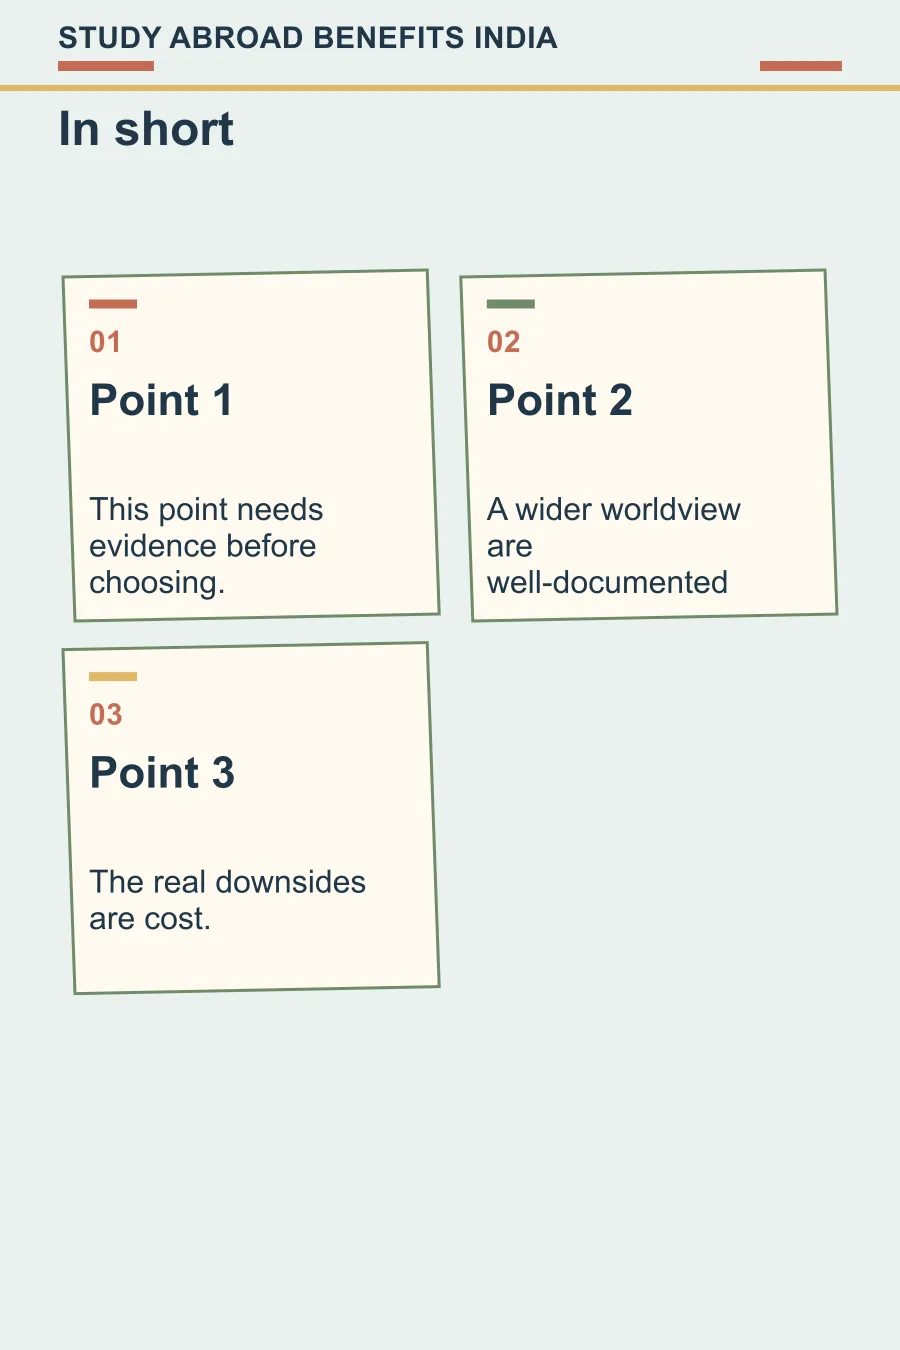 STUDY ABROAD BENEFITS INDIA
In short
01
Point 1
This point needs
evidence before
choosing.
02
Point 2
A wider worldview
are
well-documented
03
Point 3
The real downsides
are cost.